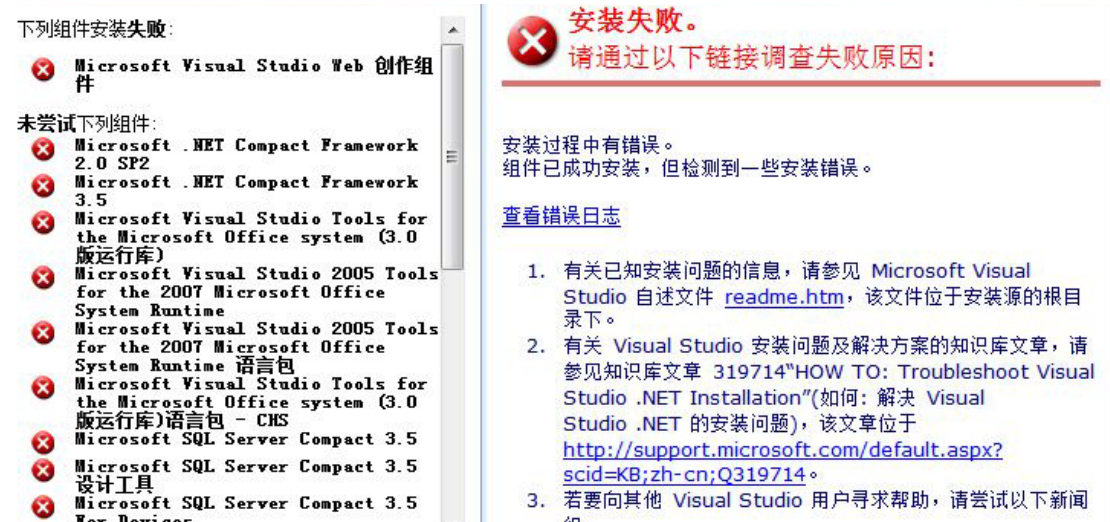 下列组件安装失败:
Microsoft Visual Studio Web 创作组
件
未尝试下列组件:
Microsoft .NET Compact Framework
2.0 SP2
Microsoft .NET Compact Framework
3.5
Microsoft Visual Studio Tools for
the Microsoft Office system (3.0
版运行库)
Microsoft Visual Studio 2005 Tools
for the 2007 Microsoft Office
System Runtime
Microsoft Visual Studio 2005 Tools
for the 2007 Microsoft Office
System Runtime 语言包
Microsoft Visual Studio Tools for
the Microsoft Office system (3.0
版运行库)语言包 - CHS
Microsoft SQL Server Compact 3.5
Microsoft SQL Server Compact 3.5
设计工具
Microsoft SQL Server Compact 3.5
For Devices
安装失败。
请通过以下链接调查失败原因:
安装过程中有错误。
组件已成功安装，但检测到一些安装错误。
查看错误日志
1. 有关已知安装问题的信息，请参见 Microsoft Visual
Studio 自述文件 readme.htm，该文件位于安装源的根目
录下。
2. 有关 Visual Studio 安装问题及解决方案的知识库文章，请
参见知识库文章 319714“HOW TO: Troubleshoot Visual
Studio .NET Installation”(如何: 解决 Visual
Studio .NET 的安装问题)，该文章位于
http://support.microsoft.com/default.aspx?
scid=KB;zh-cn;Q319714。
3. 若要向其他 Visual Studio 用户寻求帮助，请尝试以下新闻